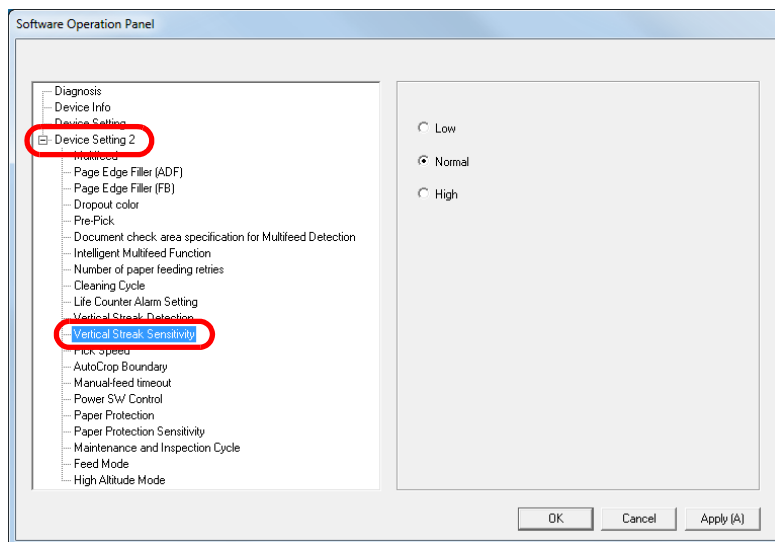 Software Operation Panel
Diagnosis
Device Info
Device Setting
Device Setting 2
Multifeed
Page Edge Filler (ADF)
Page Edge Filler (FB)
Dropout color
Pre-Pick
Document check area specification for Multifeed Detection
Intelligent Multifeed Function
Number of paper feeding retries
Cleaning Cycle
Life Counter Alarm Setting
Vertical Streak Detection
Vertical Streak Sensitivity
Pick Speed
AutoCrop Boundary
Manual-feed timeout
Power SW Control
Paper Protection
Paper Protection Sensitivity
Maintenance and Inspection Cycle
Feed Mode
High Altitude Mode
Low
Normal
High
OK Cancel Apply (A)